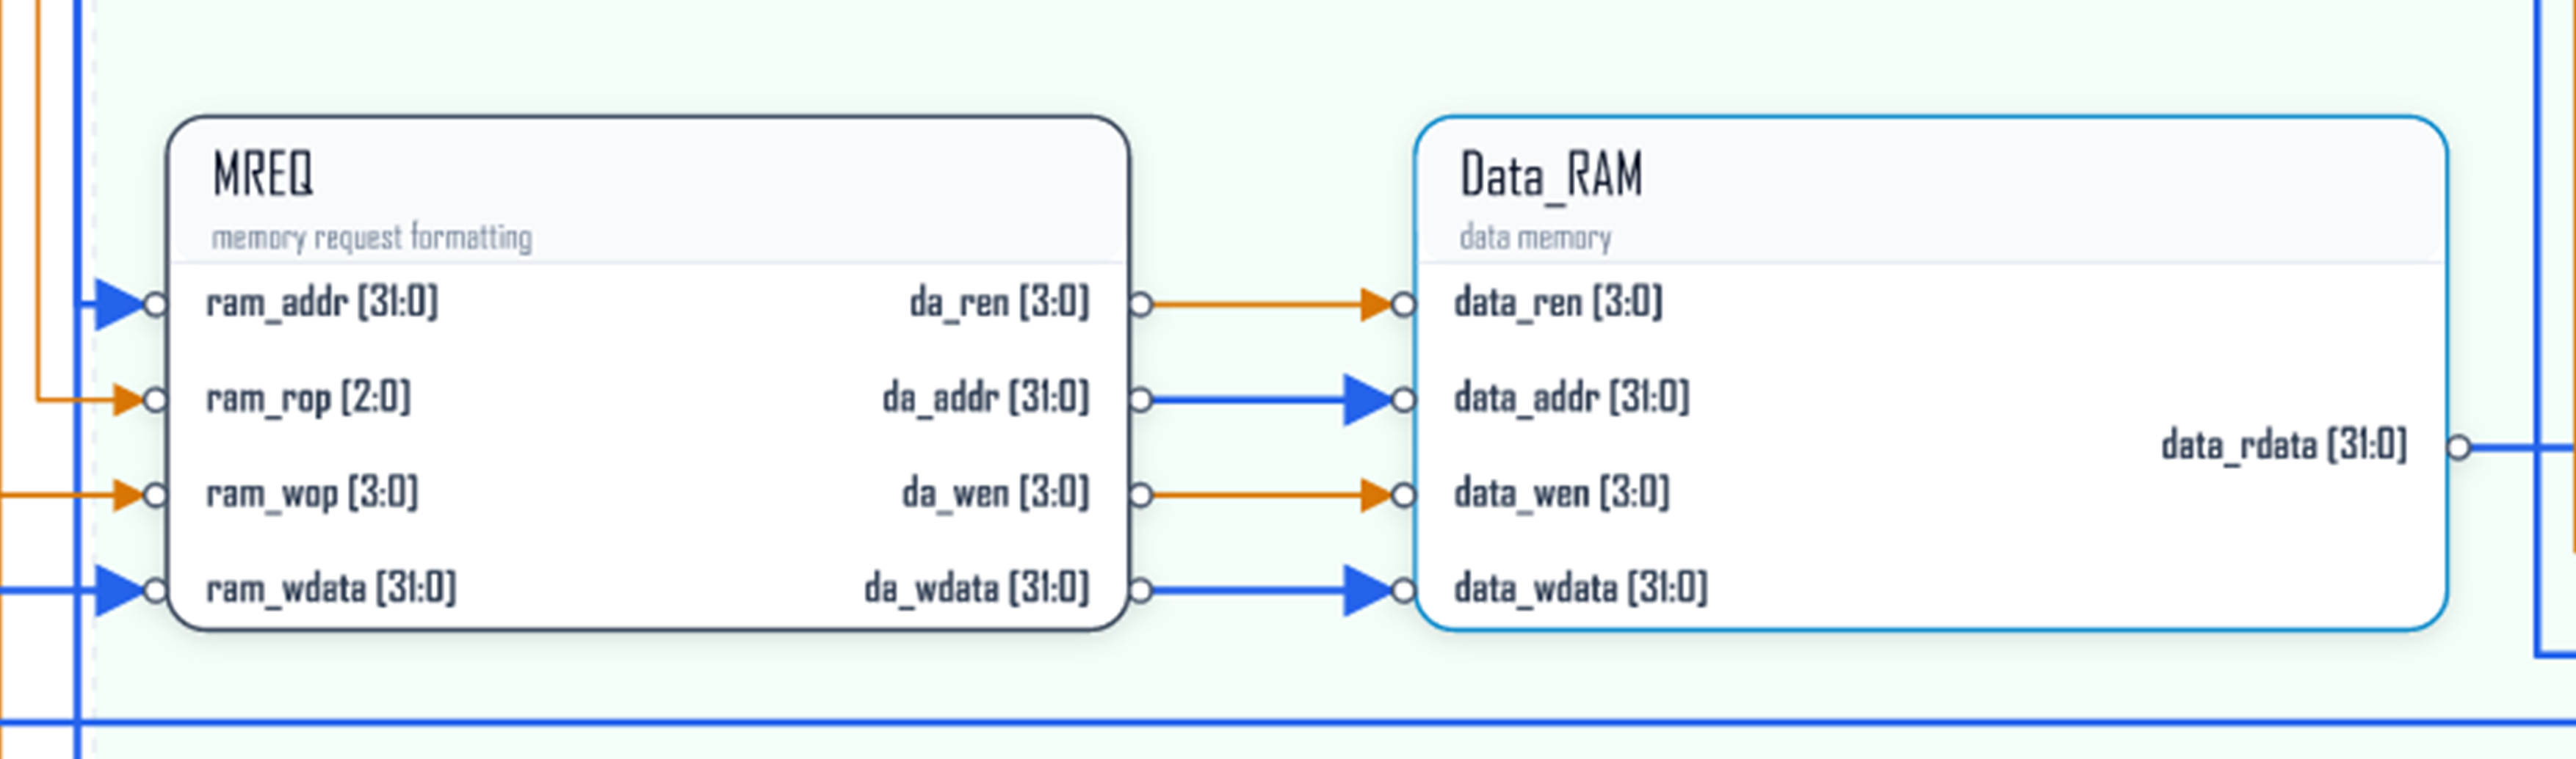 MREQ
memory request formatting
ram_addr [31:0]
ram_rop [2:0]
ram_wop [3:0]
ram_wdata [31:0]
da_ren [3:0]
da_addr [31:0]
da_wen [3:0]
da_wdata [31:0]
Data_RAM
data memory
data_ren [3:0]
data_addr [31:0]
data_wen [3:0]
data_wdata [31:0]
data_rdata [31:0]